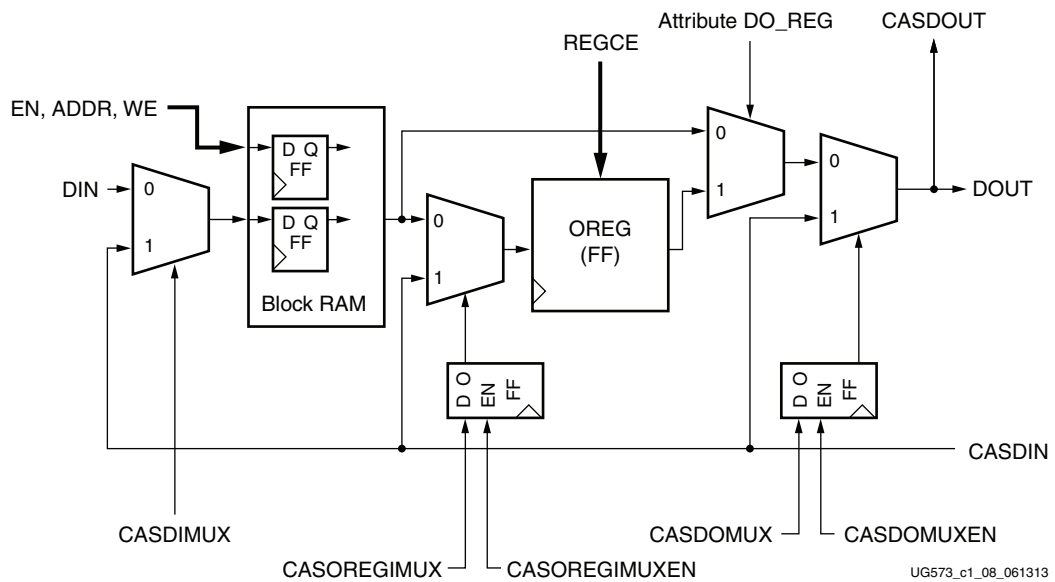 Attribute DO_REG
CASDOUT
REGCE
EN, ADDR, WE
0
0
D Q
FF
1
DIN
0
DOUT
D Q
FF
0
1
1
OREG
(FF)
1
Block RAM
D O
EN
FF
D O
EN
FF
CASDIN
CASDIMUX
CASDOMUX
CASDOMUXEN
CASOREGIMUX
CASOREGIMUXEN
UG573_c1_08_061313